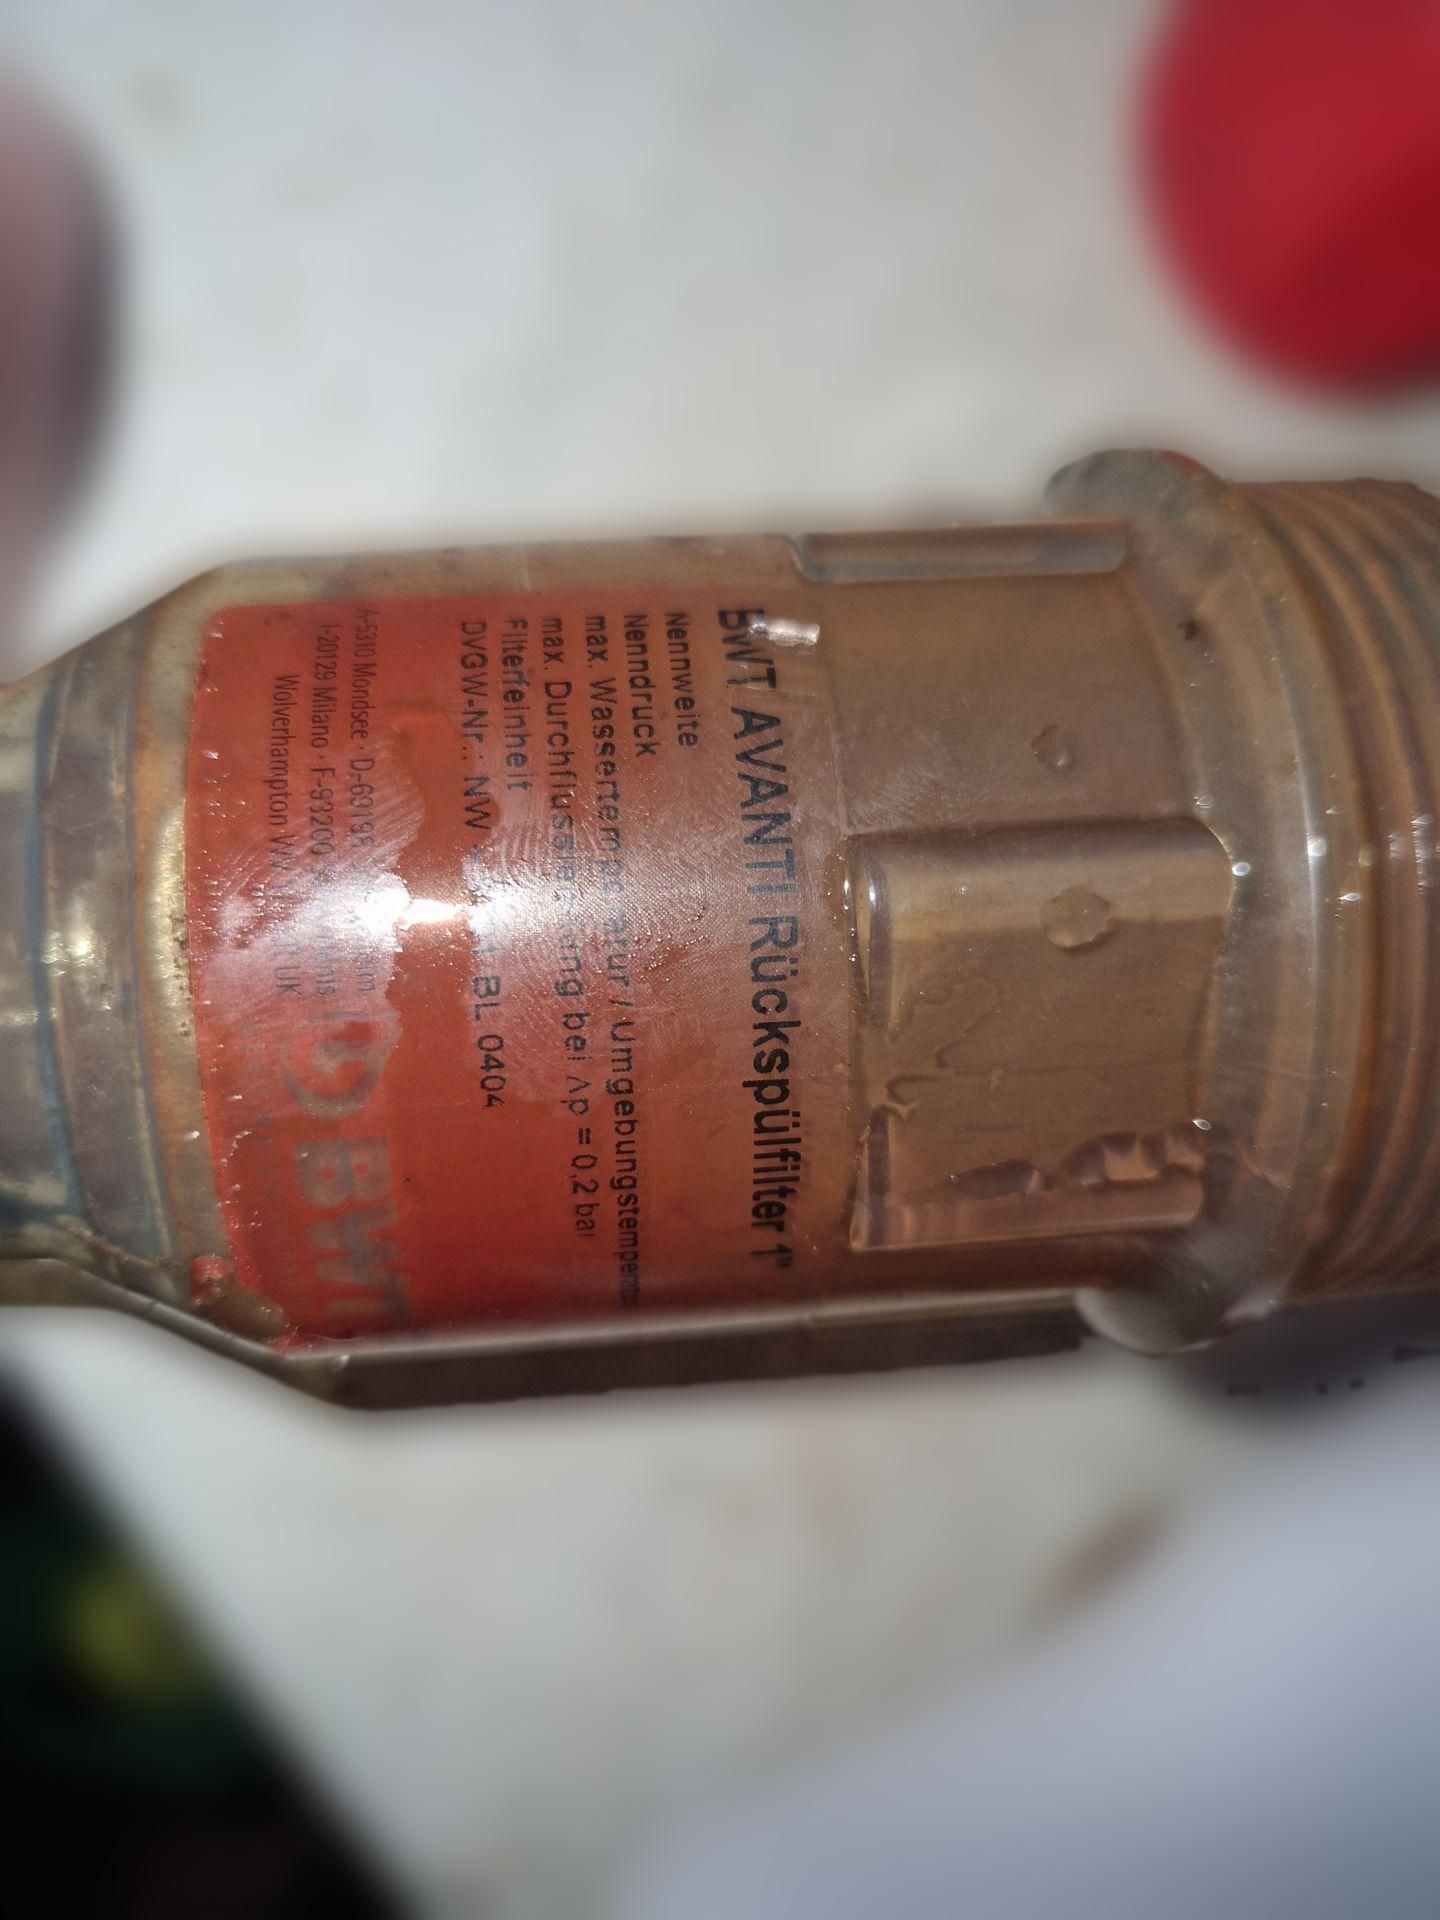 BWT AVANTI Rückspülfilter 1"
Nennweite
Nenndruck
max. Wassertemperatur / Umgebungstemperatur
max. Durchflussleistung bei Δp = 0,2 bar
Filterfeinheit
DVGW-Nr.: NW BL 0404
A-5310 Mondsee · D-69198
I-20129 Milano · F-93200
Wolverhampton WV UK
BWT